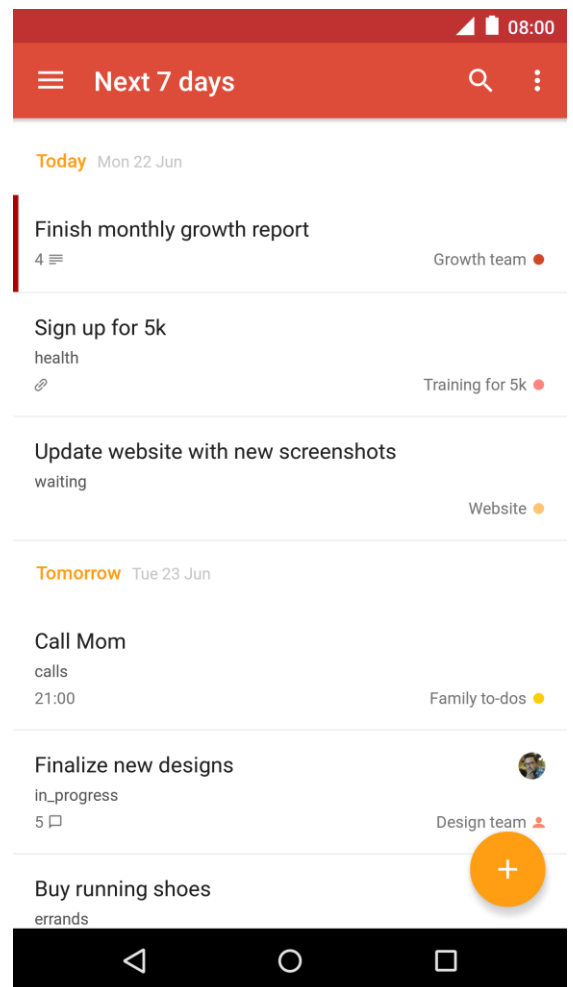 08:00
Next 7 days
Today Mon 22 Jun
Finish monthly growth report
4 Growth team
Sign up for 5k
health
Training for 5k
Update website with new screenshots
waiting
Website
Tomorrow Tue 23 Jun
Call Mom
calls
21:00 Family to-dos
Finalize new designs
in_progress
5 Design team
Buy running shoes
errands